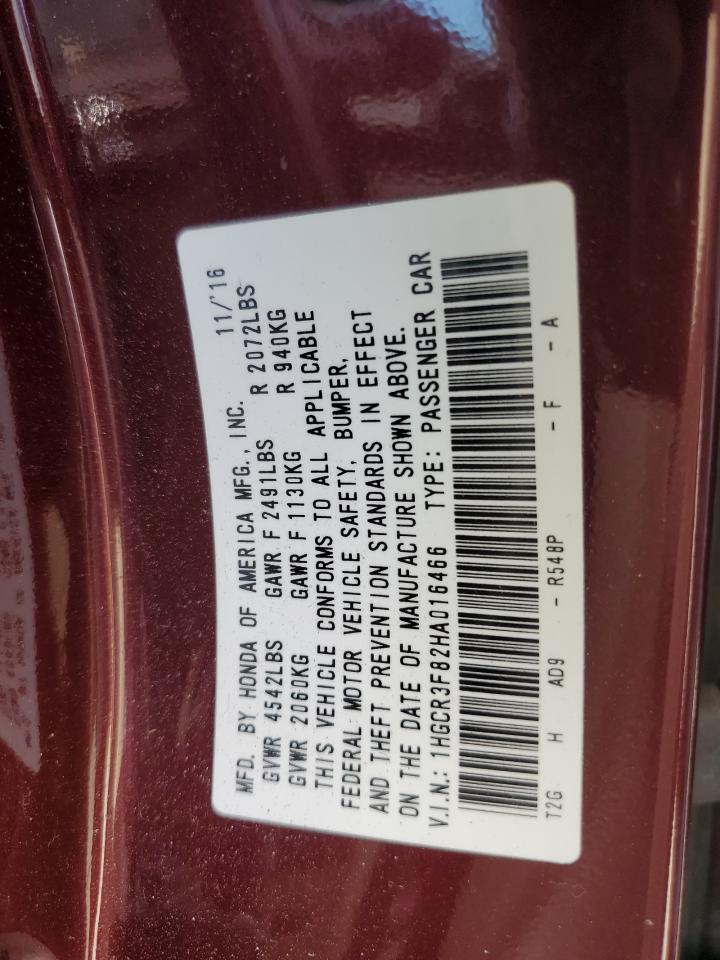 MFD. BY HONDA OF AMERICA MFG., INC. 11/'16
GVWR 4542LBS GAWR F 2491LBS R 2072LBS
GVWR 2060KG GAWR F 1130KG R 940KG
THIS VEHICLE CONFORMS TO ALL APPLICABLE
FEDERAL MOTOR VEHICLE SAFETY, BUMPER,
AND THEFT PREVENTION STANDARDS IN EFFECT
ON THE DATE OF MANUFACTURE SHOWN ABOVE.
V.I.N.: 1HGCR3F82HA016466 TYPE: PASSENGER CAR
T2G H AD9 - R548P - F - A